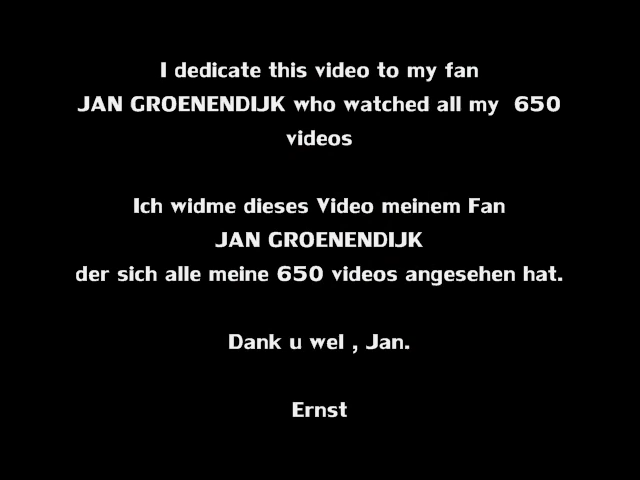 I dedicate this video to my fan
JAN GROENENDIJK who watched all my  650
videos
Ich widme dieses Video meinem Fan
JAN GROENENDIJK
der sich alle meine 650 videos angesehen hat.
Dank u wel , Jan.
Ernst